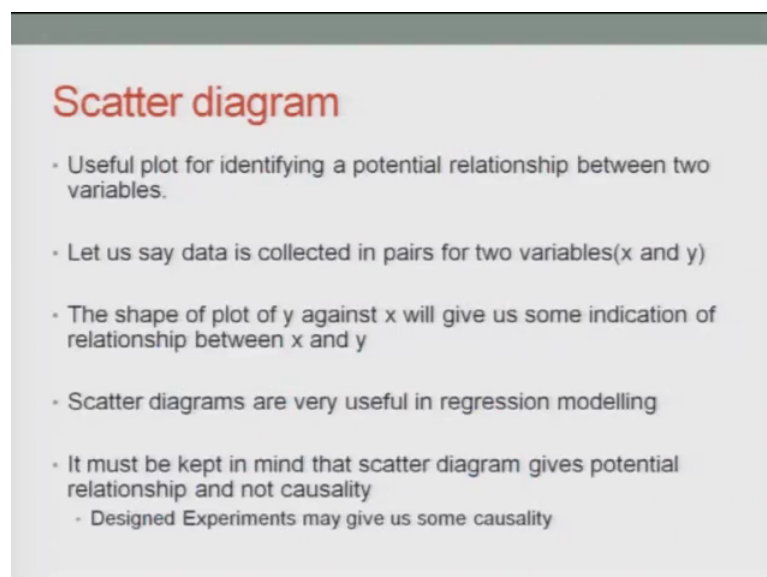 Scatter diagram
• Useful plot for identifying a potential relationship between two
variables.
• Let us say data is collected in pairs for two variables(x and y)
• The shape of plot of y against x will give us some indication of
relationship between x and y
• Scatter diagrams are very useful in regression modelling
• It must be kept in mind that scatter diagram gives potential
relationship and not causality
• Designed Experiments may give us some causality